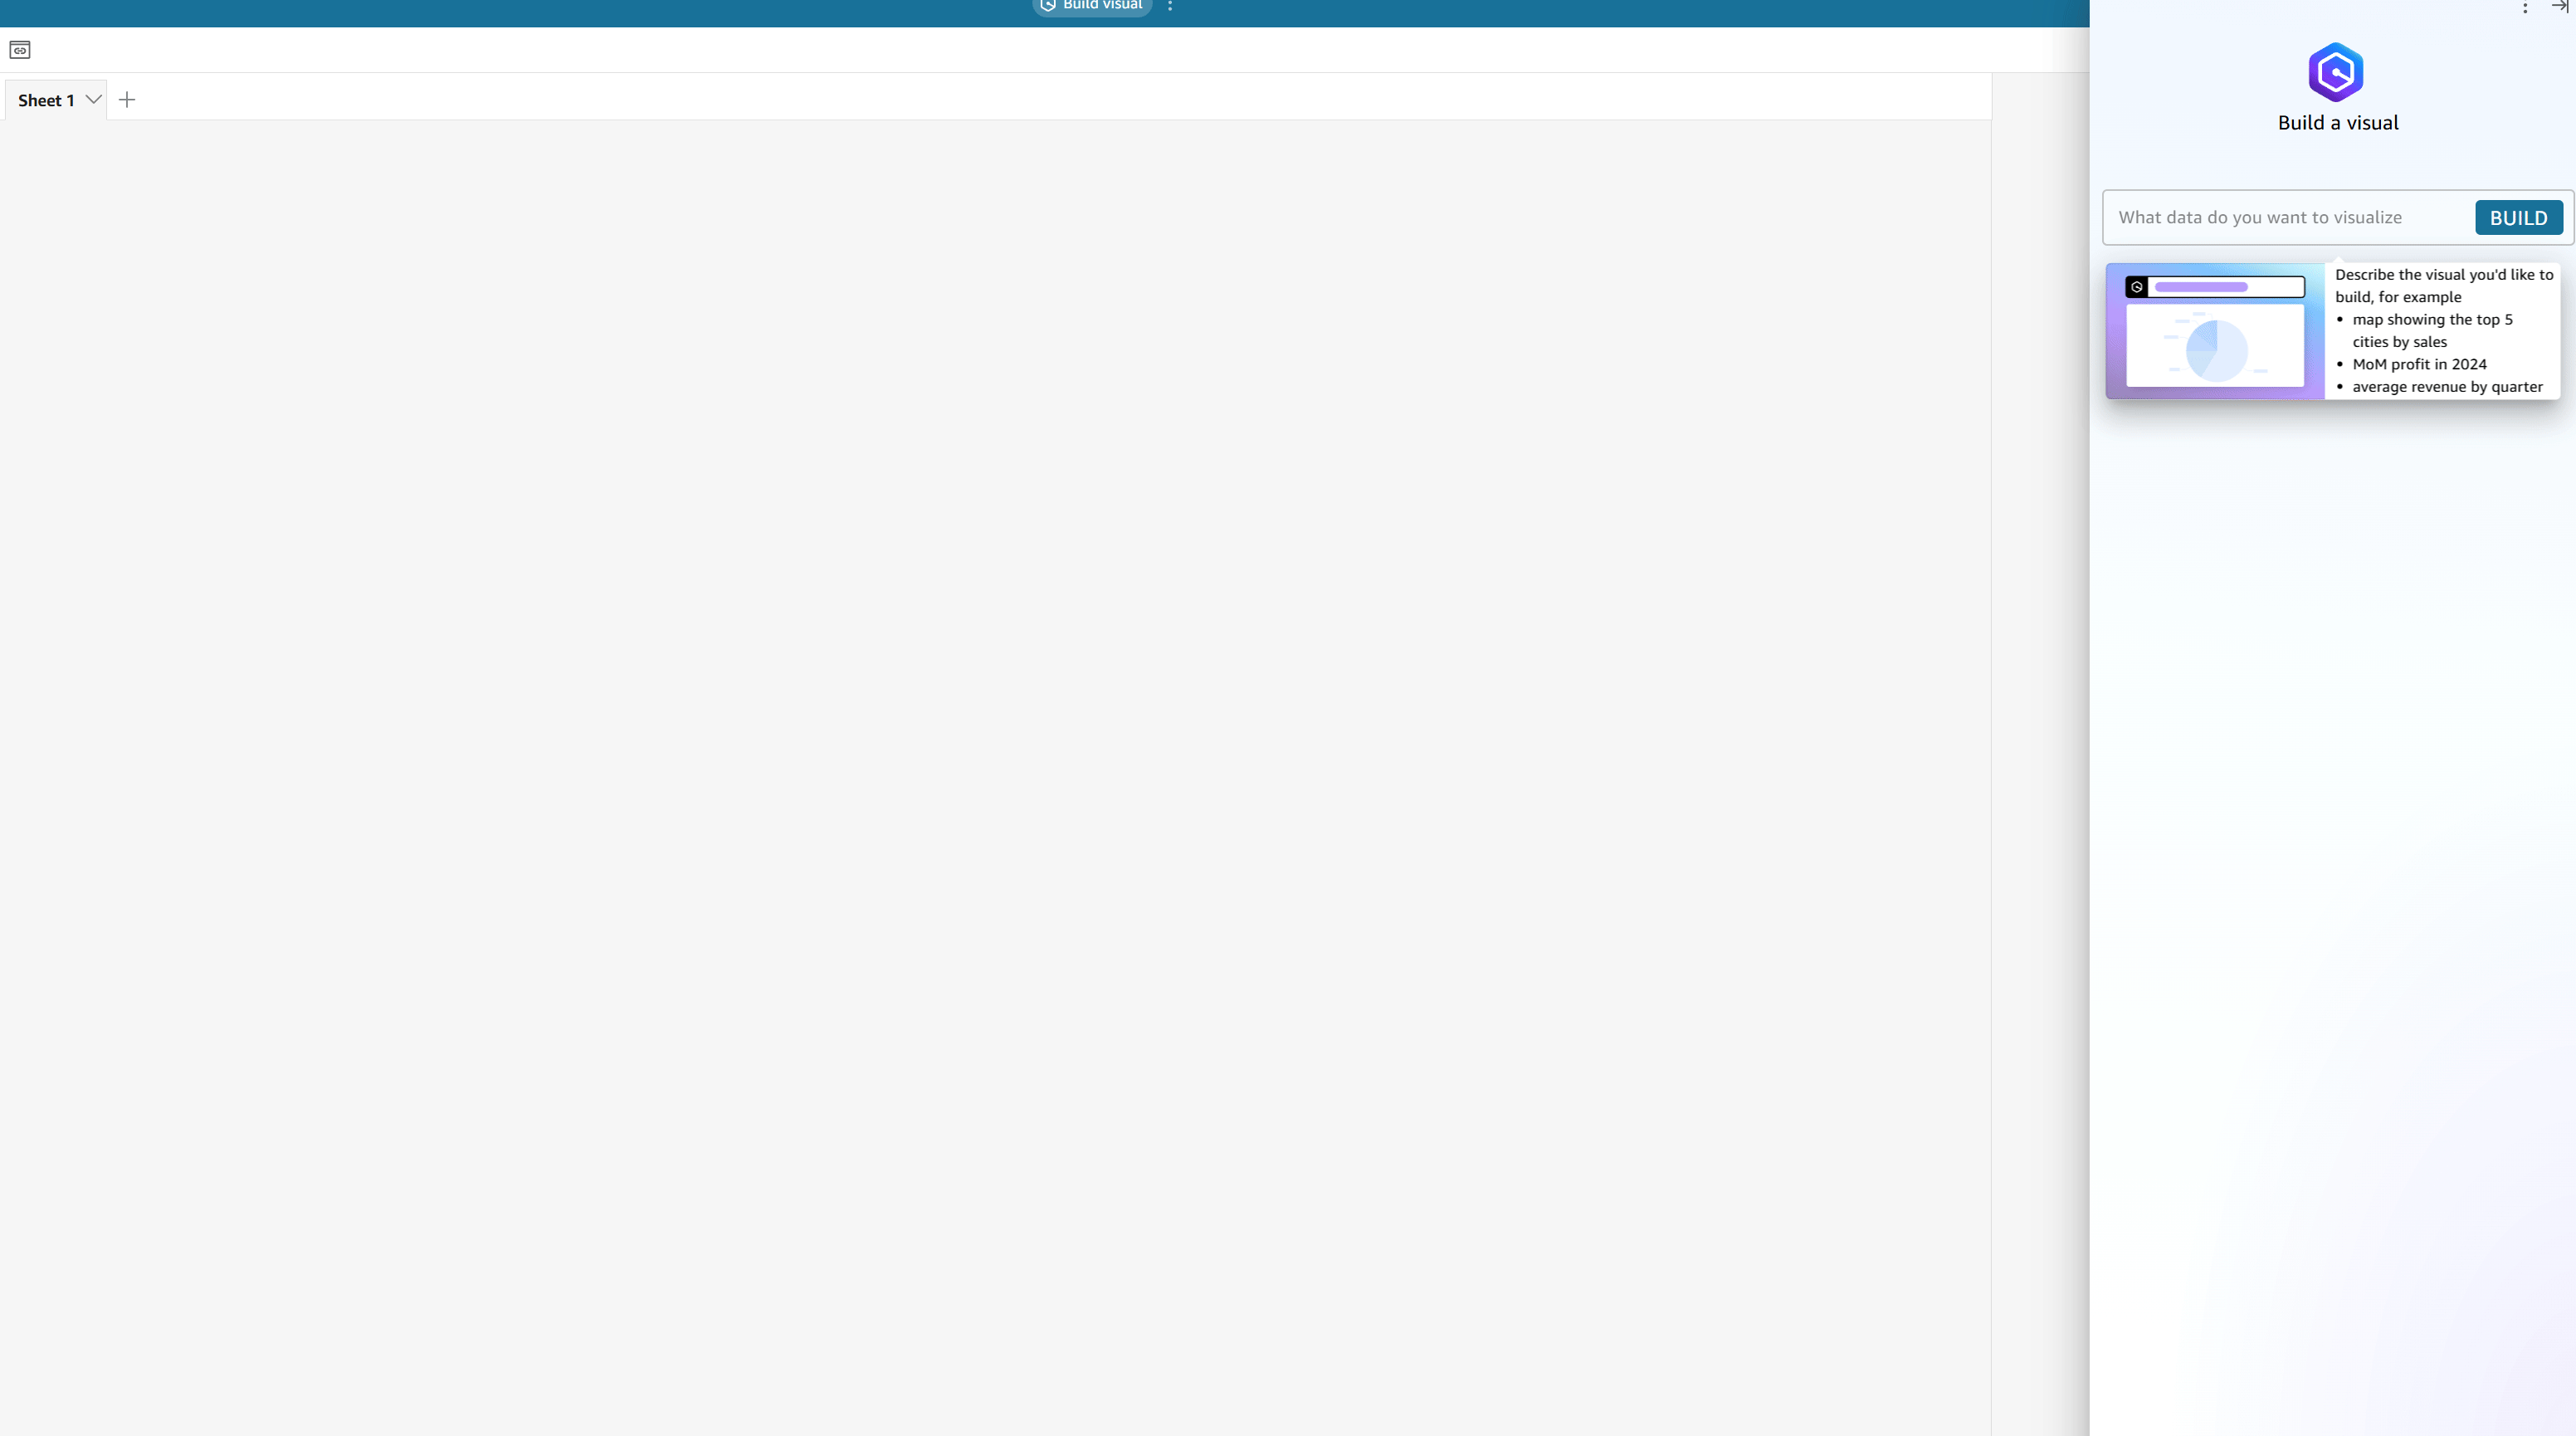 Build visual
Sheet 1
Build a visual
What data do you want to visualize
BUILD
Describe the visual you'd like to
build, for example
• map showing the top 5
cities by sales
• MoM profit in 2024
• average revenue by quarter